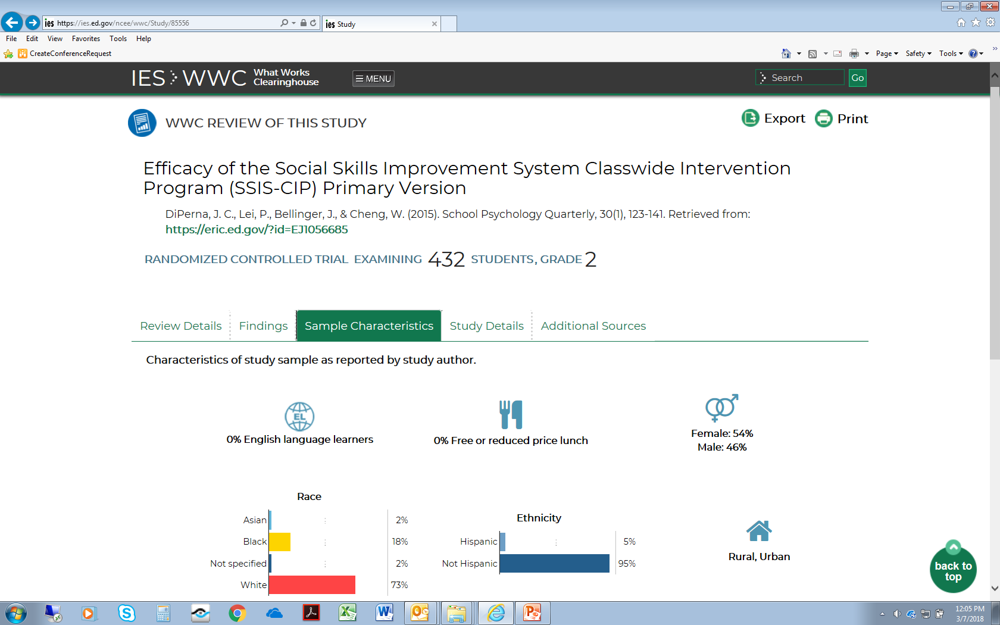 ies https://ies.ed.gov/ncee/wwc/Study/85556
ies Study
File Edit View Favorites Tools Help
CreateConferenceRequest
Page Safety Tools
IES WWC What Works Clearinghouse
MENU
Search
Go
WWC REVIEW OF THIS STUDY
Export Print
Efficacy of the Social Skills Improvement System Classwide Intervention
Program (SSIS-CIP) Primary Version
DiPerna, J. C., Lei, P., Bellinger, J., & Cheng, W. (2015). School Psychology Quarterly, 30(1), 123-141. Retrieved from:
https://eric.ed.gov/?id=EJ1056685
RANDOMIZED CONTROLLED TRIAL EXAMINING 432 STUDENTS, GRADE 2
Review Details Findings Sample Characteristics Study Details Additional Sources
Characteristics of study sample as reported by study author.
EL
0% English language learners
0% Free or reduced price lunch
Female: 54%
Male: 46%
Race
Asian 2%
Black 18%
Not specified 2%
White 73%
Ethnicity
Hispanic 5%
Not Hispanic 95%
Rural, Urban
back to
top
12:05 PM
3/7/2018